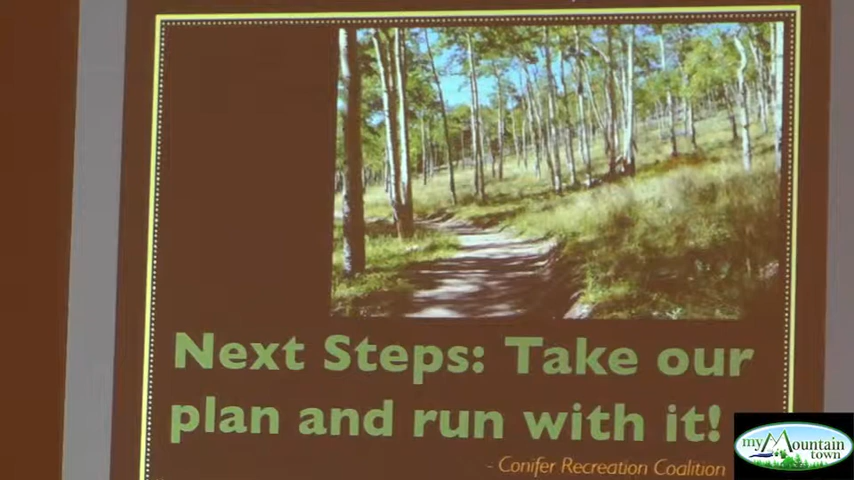 Next Steps: Take our
plan and run with it!
- Conifer Recreation Coalition
my Mountain
town